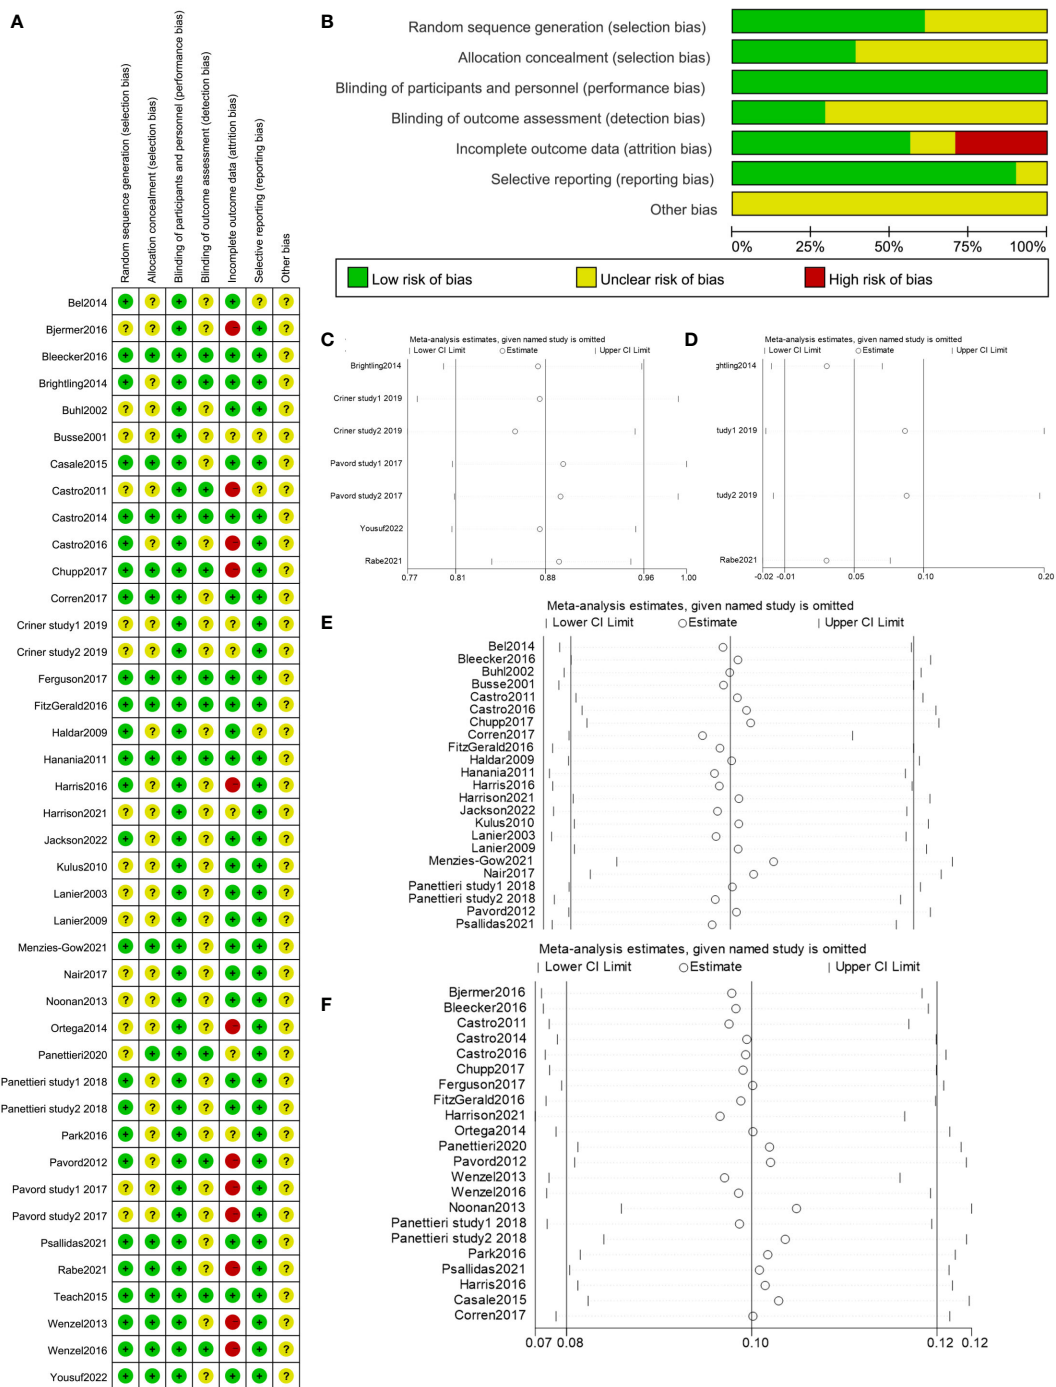 A
Random sequence generation (selection bias)
Allocation concealment (selection bias)
Blinding of participants and personnel (performance bias)
Blinding of outcome assessment (detection bias)
Incomplete outcome data (attrition bias)
Selective reporting (reporting bias)
Other bias
Bel2014
Bjermer2016
Bleecker2016
Brightling2014
Buhl2002
Busse2001
Casale2015
Castro2011
Castro2014
Castro2016
Chupp2017
Corren2017
Criner study1 2019
Criner study2 2019
Ferguson2017
FitzGerald2016
Haldar2009
Hanania2011
Harris2016
Harrison2021
Jackson2022
Kulus2010
Lanier2003
Lanier2009
Menzies-Gow2021
Nair2017
Noonan2013
Ortega2014
Panettieri2020
Panettieri study1 2018
Panettieri study2 2018
Park2016
Pavord2012
Pavord study1 2017
Pavord study2 2017
Psallidas2021
Rabe2021
Teach2015
Wenzel2013
Wenzel2016
Yousuf2022
B
Random sequence generation (selection bias)
Allocation concealment (selection bias)
Blinding of participants and personnel (performance bias)
Blinding of outcome assessment (detection bias)
Incomplete outcome data (attrition bias)
Selective reporting (reporting bias)
Other bias
0% 25% 50% 75% 100%
Low risk of bias Unclear risk of bias High risk of bias
C
Meta-analysis estimates, given named study is omitted
Lower CI Limit Estimate Upper CI Limit
Brightling2014
Criner study1 2019
Criner study2 2019
Pavord study1 2017
Pavord study2 2017
Yousuf2022
Rabe2021
0.77 0.81 0.88 0.96 1.00
D
Meta-analysis estimates, given named study is omitted
Lower CI Limit Estimate Upper CI Limit
ghtling2014
tudy1 2019
tudy2 2019
Rabe2021
-0.02 -0.01 0.05 0.10 0.20
E
Meta-analysis estimates, given named study is omitted
Lower CI Limit Estimate Upper CI Limit
Bel2014
Bleecker2016
Buhl2002
Busse2001
Castro2011
Castro2016
Chupp2017
Corren2017
FitzGerald2016
Haldar2009
Hanania2011
Harris2016
Harrison2021
Jackson2022
Kulus2010
Lanier2003
Lanier2009
Menzies-Gow2021
Nair2017
Panettieri study1 2018
Panettieri study2 2018
Pavord2012
Psallidas2021
F
Meta-analysis estimates, given named study is omitted
Lower CI Limit Estimate Upper CI Limit
Bjermer2016
Bleecker2016
Castro2011
Castro2014
Castro2016
Chupp2017
Ferguson2017
FitzGerald2016
Harrison2021
Ortega2014
Panettieri2020
Pavord2012
Wenzel2013
Wenzel2016
Noonan2013
Panettieri study1 2018
Panettieri study2 2018
Park2016
Psallidas2021
Harris2016
Casale2015
Corren2017
0.07 0.08 0.10 0.12 0.12